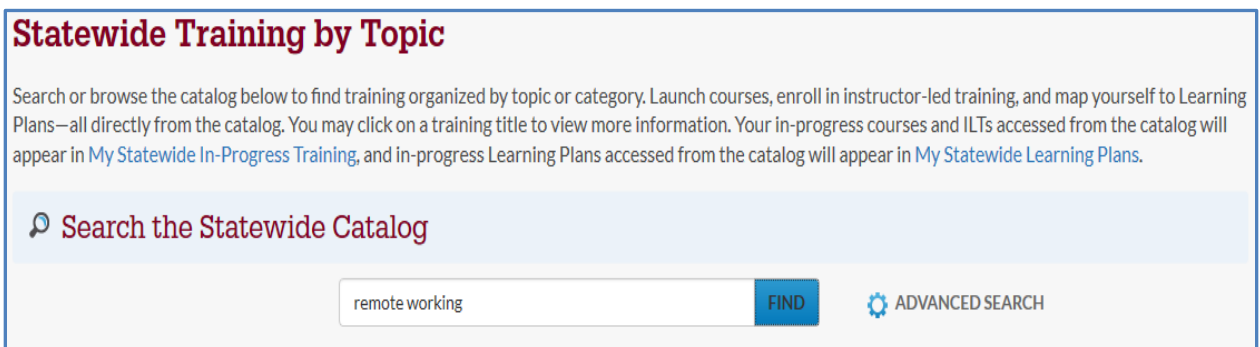 Statewide Training by Topic
Search or browse the catalog below to find training organized by topic or category. Launch courses, enroll in instructor-led training, and map yourself to Learning
Plans—all directly from the catalog. You may click on a training title to view more information. Your in-progress courses and ILTs accessed from the catalog will
appear in My Statewide In-Progress Training, and in-progress Learning Plans accessed from the catalog will appear in My Statewide Learning Plans.
Search the Statewide Catalog
remote working FIND ADVANCED SEARCH